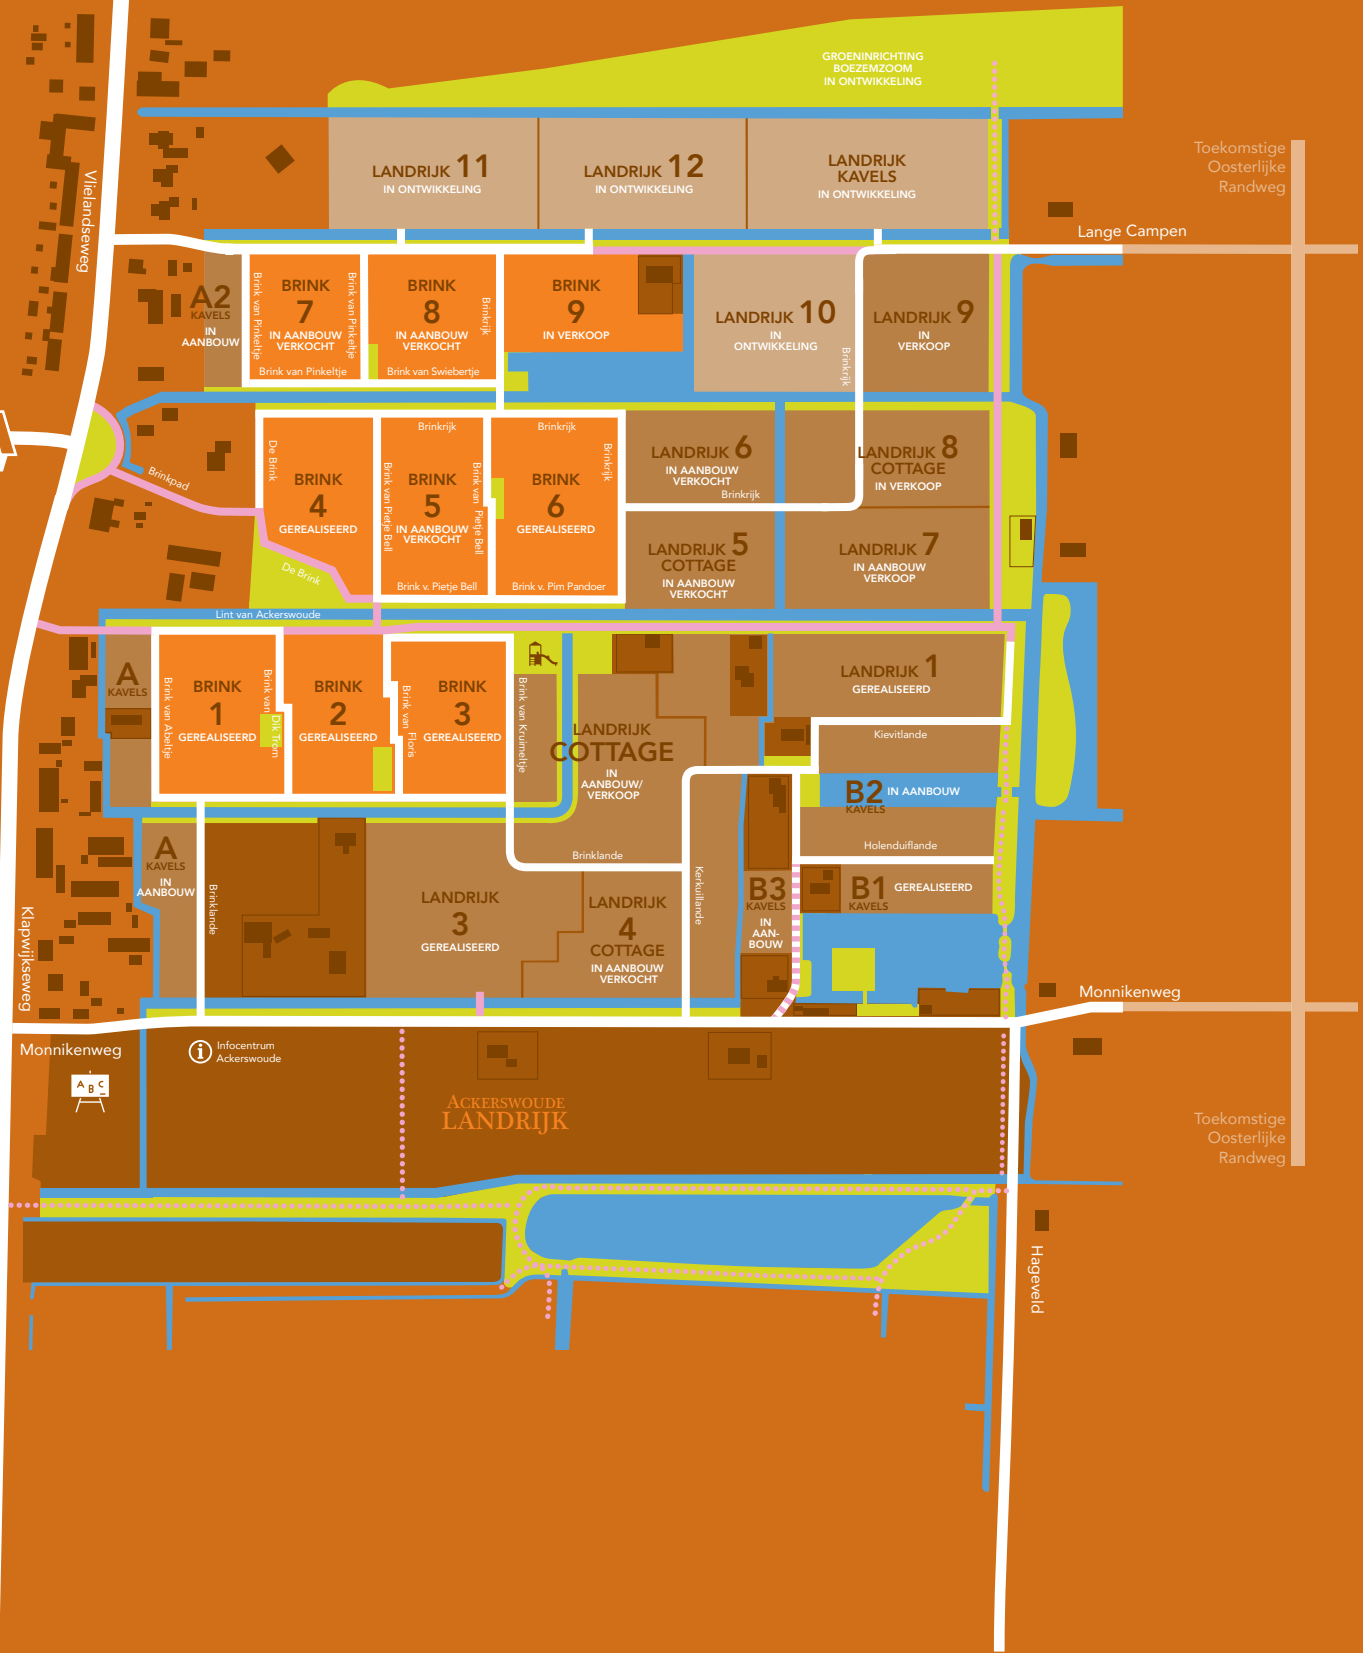 GROENINRICHTING
BOEZEMZOOM
IN ONTWIKKELING
Toekomstige
Oosterlijke
Randweg
LANDRIJK 11
IN ONTWIKKELING
LANDRIJK 12
IN ONTWIKKELING
LANDRIJK
KAVELS
IN ONTWIKKELING
Vlielandseweg
Lange Campen
A2
KAVELS
IN
AANBOUW
Brink van Pinkeltje
BRINK
7
IN AANBOUW
VERKOCHT
Brink van Pinkeltje
Brink van Pinkeltje
BRINK
8
IN AANBOUW
VERKOCHT
Brinkrijk
Brink van Swiebertje
BRINK
9
IN VERKOOP
LANDRIJK 10
IN
ONTWIKKELING
Brinkrijk
LANDRIJK 9
IN
VERKOOP
Brinkpad
De Brink
BRINK
4
GEREALISEERD
De Brink
Brinkrijk
Brink van Pietje Bell
BRINK
5
IN AANBOUW
VERKOCHT
Brink van Pietje Bell
Brink v. Pietje Bell
Brinkrijk
Brinkrijk
BRINK
6
GEREALISEERD
Brink v. Pim Pandoer
LANDRIJK 6
IN AANBOUW
VERKOCHT
Brinkrijk
LANDRIJK 8
COTTAGE
IN VERKOOP
LANDRIJK 5
COTTAGE
IN AANBOUW
VERKOCHT
LANDRIJK 7
IN AANBOUW
VERKOOP
Lint van Ackerswoude
A
KAVELS
Brink van Abeltje
BRINK
1
GEREALISEERD
Brink van
Dik Trom
BRINK
2
GEREALISEERD
Brink van Floris
BRINK
3
GEREALISEERD
Brink van Kruimeltje
LANDRIJK
COTTAGE
IN
AANBOUW/
VERKOOP
LANDRIJK 1
GEREALISEERD
Kievitlande
B2
KAVELS
IN AANBOUW
Holenduiflande
A
KAVELS
IN
AANBOUW
Brinklande
Brinklande
Kerkuillande
LANDRIJK
3
GEREALISEERD
LANDRIJK
4
COTTAGE
IN AANBOUW
VERKOCHT
B3
KAVELS
IN
AAN-
BOUW
B1
KAVELS
GEREALISEERD
Klapwijkseweg
Monnikenweg
Monnikenweg
Infocentrum
Ackerswoude
i
A B C
ACKERSWOUDE
LANDRIJK
Toekomstige
Oosterlijke
Randweg
Hageveld